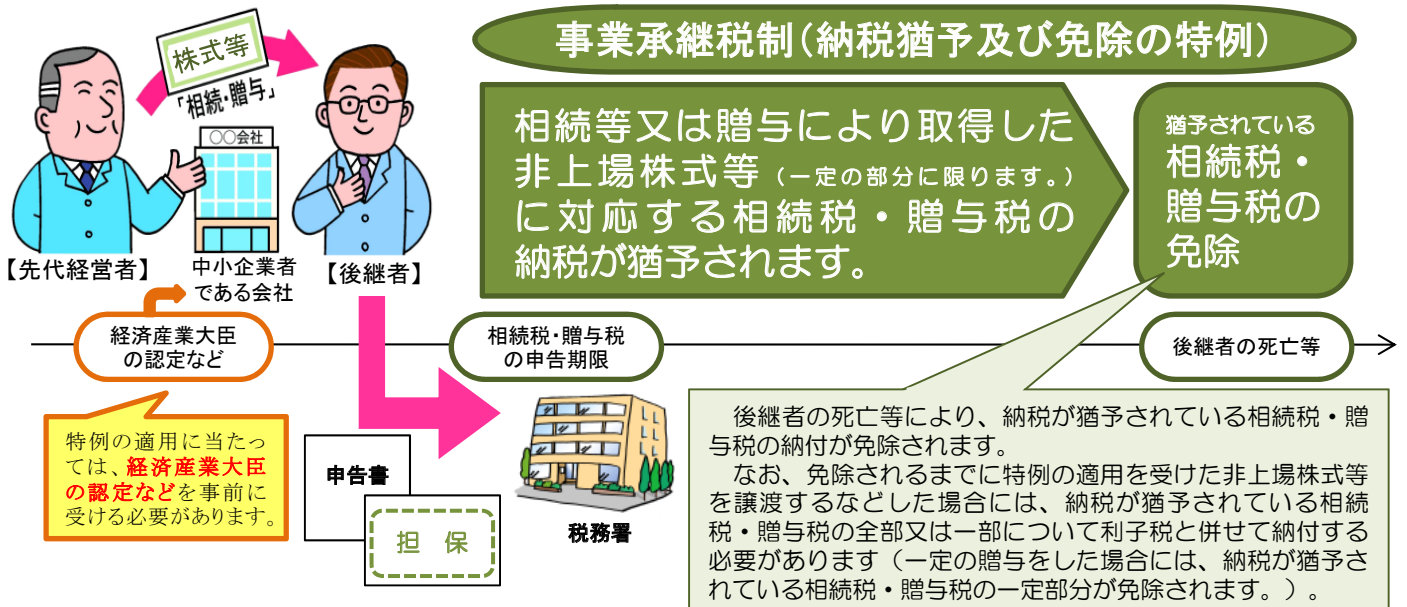 事業承継税制(納税猶予及び免除の特例)
株式等
「相続・贈与」
○○会社
【先代経営者】
中小企業者
である会社
【後継者】
相続等又は贈与により取得した
非上場株式等(一定の部分に限ります。)
に対応する相続税・贈与税の
納税が猶予されます。
猶予されている
相続税・
贈与税の
免除
経済産業大臣
の認定など
相続税・贈与税
の申告期限
後継者の死亡等
特例の適用に当たっ
ては、経済産業大臣
の認定などを事前に
受ける必要があります。
申告書
担 保
税務署
後継者の死亡等により、納税が猶予されている相続税・贈
与税の納付が免除されます。
なお、免除されるまでに特例の適用を受けた非上場株式等
を譲渡するなどした場合には、納税が猶予されている相続
税・贈与税の全部又は一部について利子税と併せて納付する
必要があります(一定の贈与をした場合には、納税が猶予さ
れている相続税・贈与税の一定部分が免除されます。)。